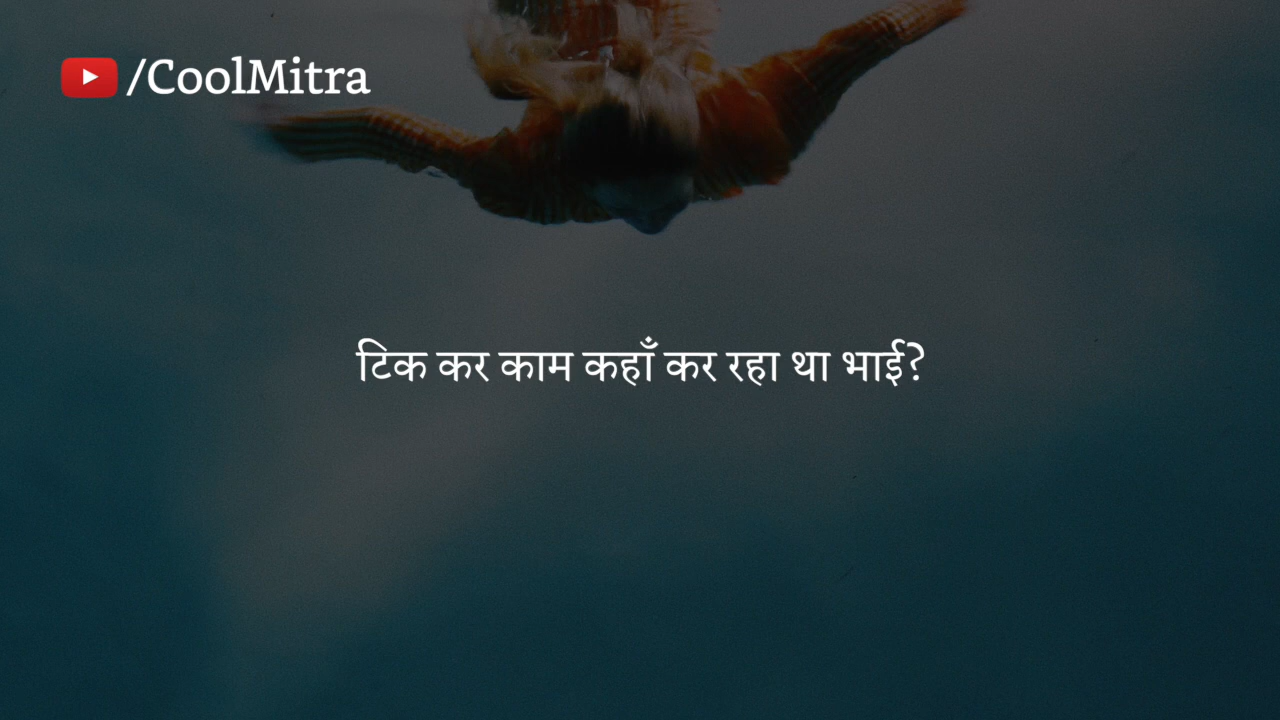 /CoolMitra
टिक कर काम कहाँ कर रहा था भाई?